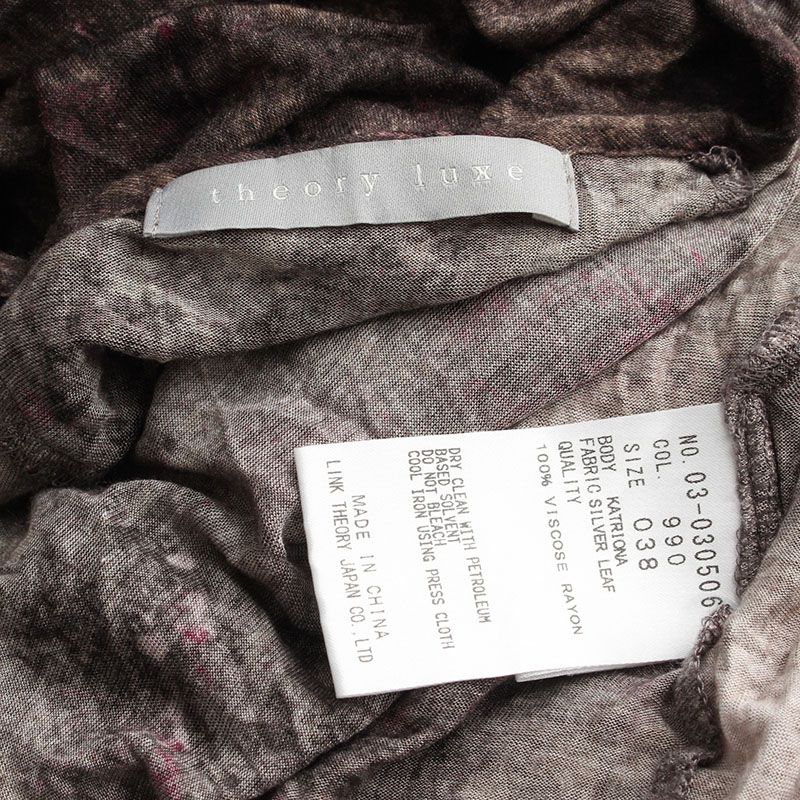 theory luxe
NO. 03-030506
COL. 990
SIZE 038
BODY KATRIONA
FABRIC SILVER LEAF
QUALITY
100% VISCOSE RAYON
DRY CLEAN WITH PETROLEUM
BASED SOLVENT
DO NOT BLEACH
COOL IRON USING PRESS CLOTH
MADE IN CHINA
LINK THEORY JAPAN CO., LTD